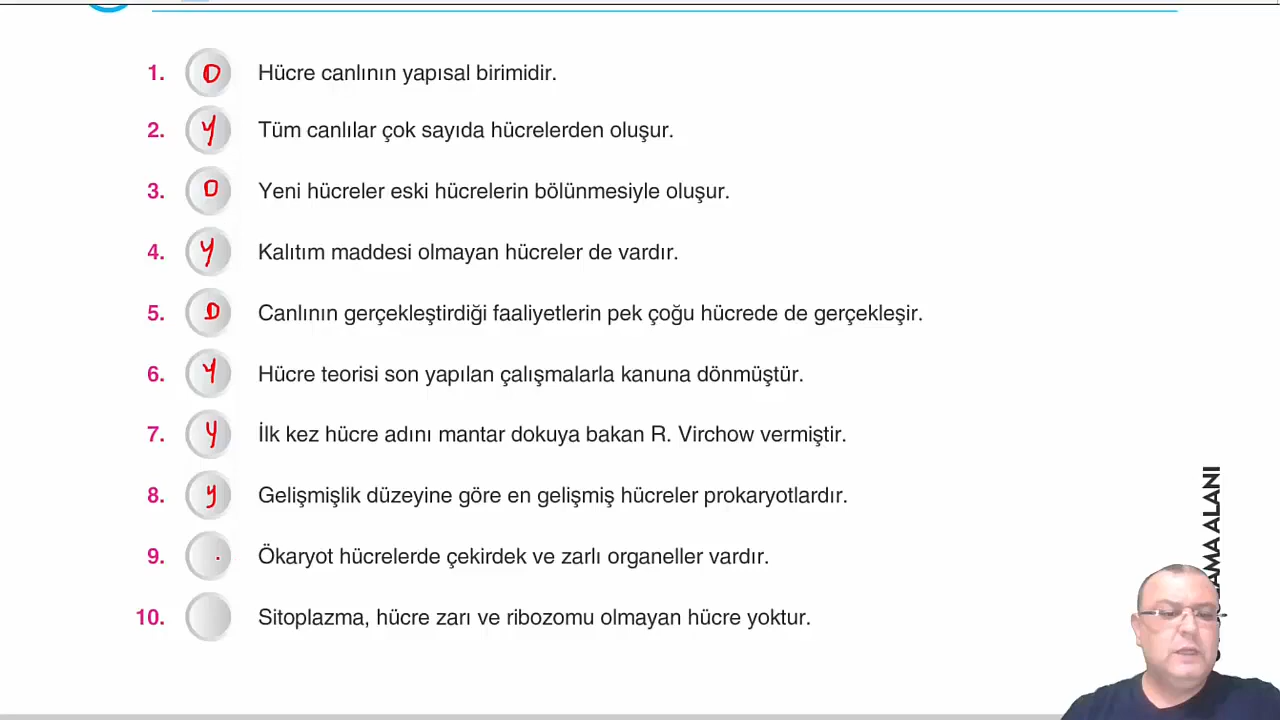 1. D Hücre canlının yapısal birimidir.
2. Y Tüm canlılar çok sayıda hücrelerden oluşur.
3. D Yeni hücreler eski hücrelerin bölünmesiyle oluşur.
4. Y Kalıtım maddesi olmayan hücreler de vardır.
5. D Canlının gerçekleştirdiği faaliyetlerin pek çoğu hücrede de gerçekleşir.
6. Y Hücre teorisi son yapılan çalışmalarla kanuna dönmüştür.
7. Y İlk kez hücre adını mantar dokuya bakan R. Virchow vermiştir.
8. y Gelişmişlik düzeyine göre en gelişmiş hücreler prokaryotlardır.
9. Ökaryot hücrelerde çekirdek ve zarlı organeller vardır.
10. Sitoplazma, hücre zarı ve ribozomu olmayan hücre yoktur.
ALANI